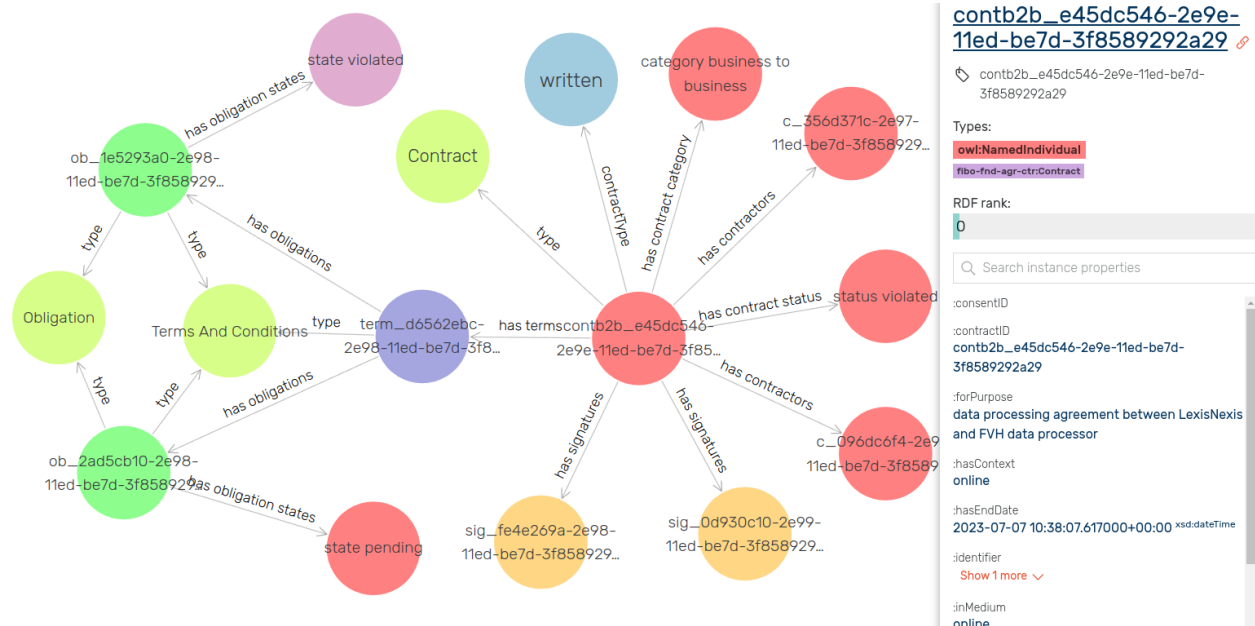 state violated
has obligation states
ob_1e5293a0-2e98-
11ed-be7d-3f858929...
type
type
has obligations
Obligation
Terms And Conditions
type
term_d6562ebc-
2e98-11ed-be7d-3f8...
has terms
type
type
has obligations
ob_2ad5cb10-2e98-
11ed-be7d-3f858929...
has obligation states
state pending
Contract
type
written
contractType
category business to
business
has contract category
c_356d371c-2e97-
11ed-be7d-3f858929...
has contractors
contb2b_e45dc546-
2e9e-11ed-be7d-3f85...
has contract status
status violated
has contractors
c_096dc6f4-2e9
11ed-be7d-3f8589
has signatures
has signatures
sig_fe4e269a-2e98-
11ed-be7d-3f858929...
sig_0d930c10-2e99-
11ed-be7d-3f858929...
contb2b_e45dc546-2e9e-
11ed-be7d-3f8589292a29
contb2b_e45dc546-2e9e-11ed-be7d-
3f8589292a29
Types:
owl:NamedIndividual
fibo-fnd-agr-ctr:Contract
RDF rank:
0
Search instance properties
:consentID
:contractID
contb2b_e45dc546-2e9e-11ed-be7d-
3f8589292a29
:forPurpose
data processing agreement between LexisNexis
and FVH data processor
:hasContext
online
:hasEndDate
2023-07-07 10:38:07.617000+00:00 xsd:dateTime
:identifier
Show 1 more
:inMedium
online